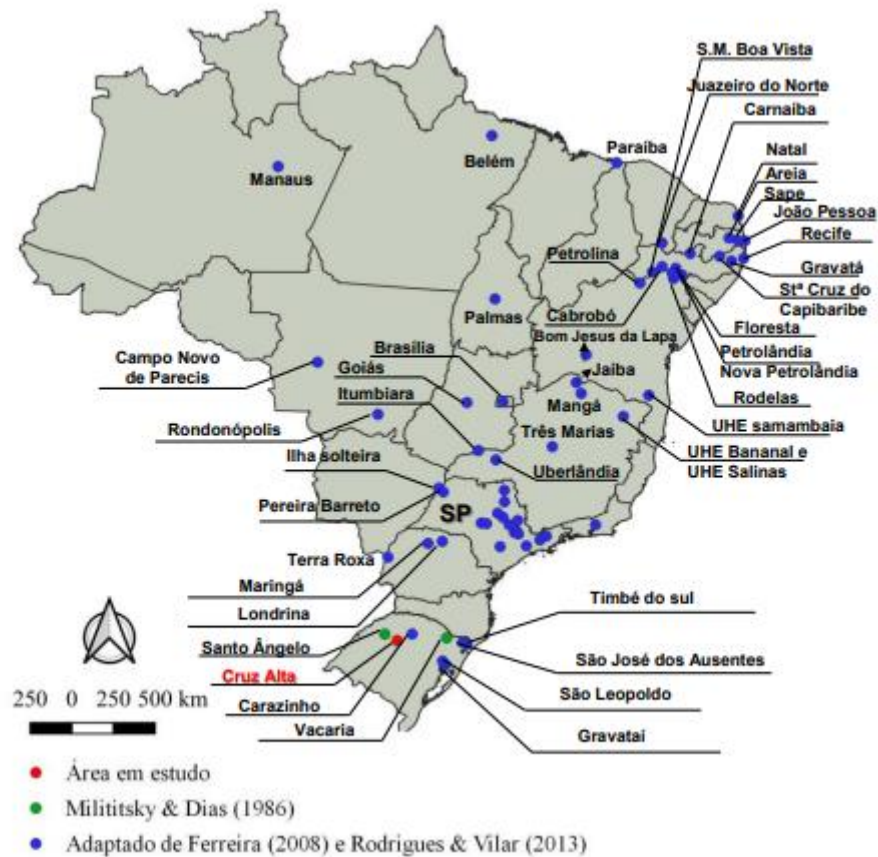 S.M. Boa Vista
Juazeiro do Norte
Carnaíba
Natal
Areia
Sape
João Pessoa
Recife
Gravatá
Stª Cruz do
Capibaribe
Floresta
Petrolândia
Nova Petrolândia
Rodelas
Belém
Paraíba
Manaus
Petrolina
Cabrobó
Palmas
Bom Jesus da Lapa
Jaíba
Mangá
Campo Novo
de Parecis
Brasília
Goiás
Itumbiara
Rondonópolis
Três Marias
UHE samambaia
UHE Bananal e
UHE Salinas
Uberlândia
Ilha solteira
Pereira Barreto
SP
Terra Roxa
Maringá
Londrina
Timbé do sul
Santo Ângelo
São José dos Ausentes
Cruz Alta
Carazinho
São Leopoldo
Vacaria
Gravataí
250 0 250 500 km
Área em estudo
Milititsky & Dias (1986)
Adaptado de Ferreira (2008) e Rodrigues & Vilar (2013)